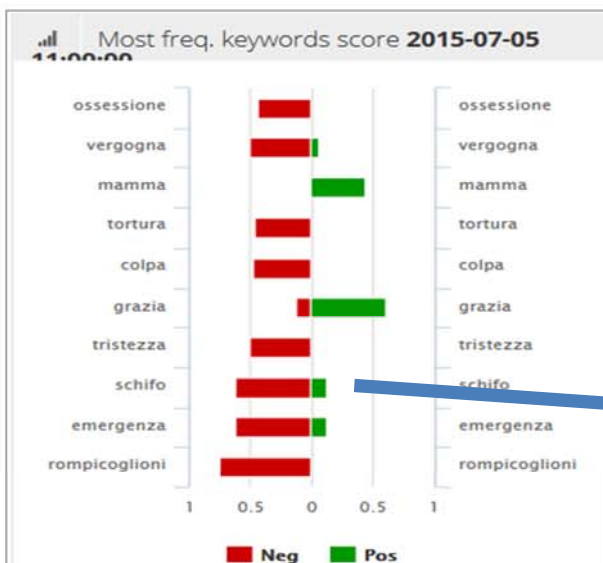 Most freq. keywords score 2015-07-05
11:00:00
ossessione ossessione
vergogna vergogna
mamma mamma
tortura tortura
colpa colpa
grazia grazia
tristezza tristezza
schifo schifo
emergenza emergenza
rompicoglioni rompicoglioni
1 0.5 0 0.5 1
Neg Pos